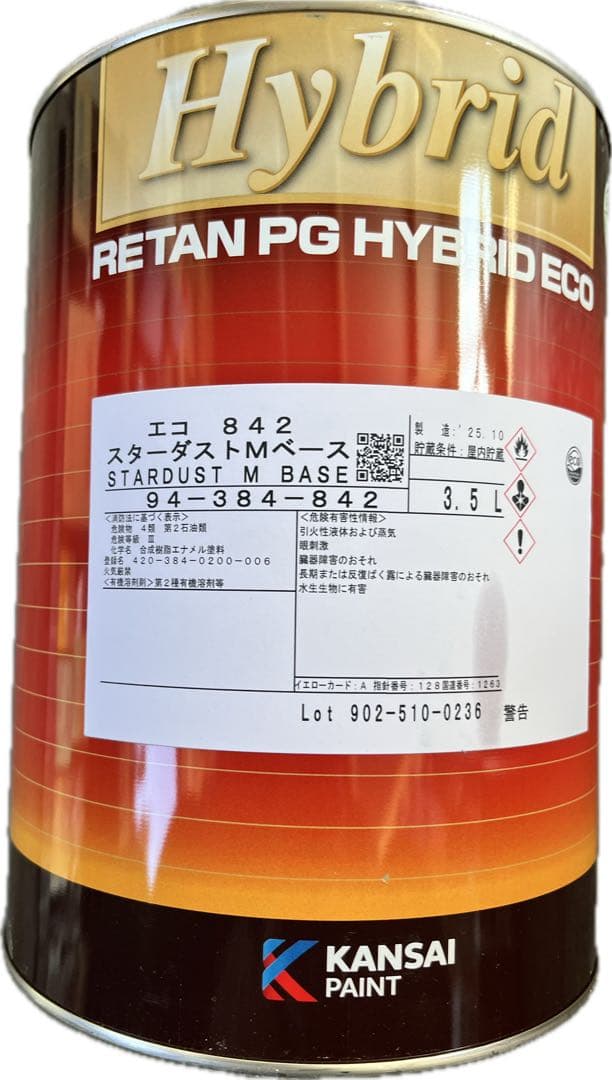 Hybrid
RETAN PG HYBRID ECO
エコ 842
スターダストMベース
STARDUST M BASE
94-384-842
製 造:'25.10
貯蔵条件:屋内貯蔵
3.5L
<消防法に基づく表示>
危険物 4類 第2石油類
危険等級 Ⅲ
化学名 合成樹脂エナメル塗料
登録名 420-384-0200-006
火気厳禁
<有機溶剤則>第2種有機溶剤等
<危険有害性情報>
引火性液体および蒸気
眼刺激
臓器障害のおそれ
長期または反復ばく露による臓器障害のおそれ
水生生物に有害
イエローカード:A 指針番号:128国連番号:1263
Lot 902-510-0236 警告
KANSAI
PAINT